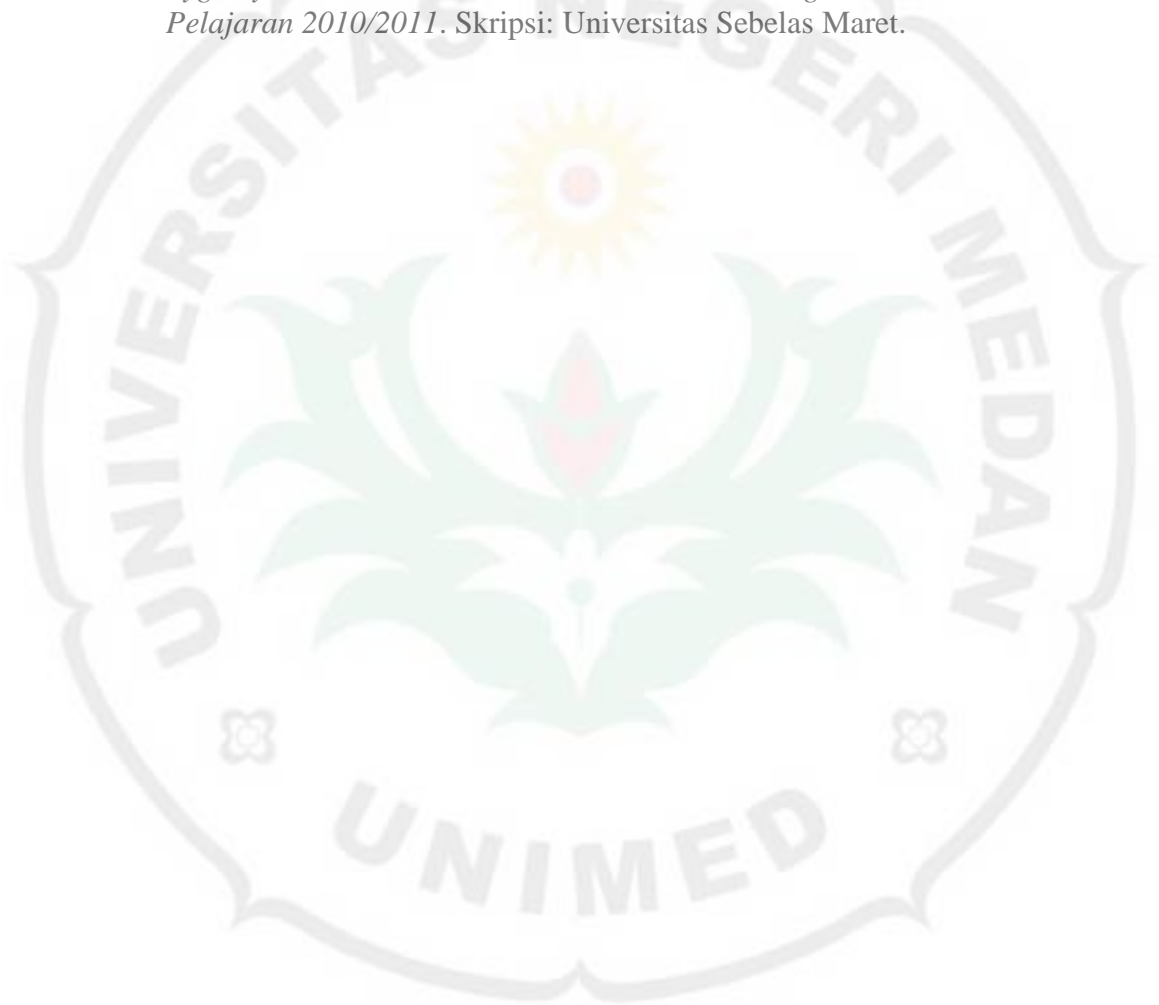 Pelajaran 2010/2011. Skripsi: Universitas Sebelas Maret.
UNIVERSITAS NEGERI MEDAN
UNIMED